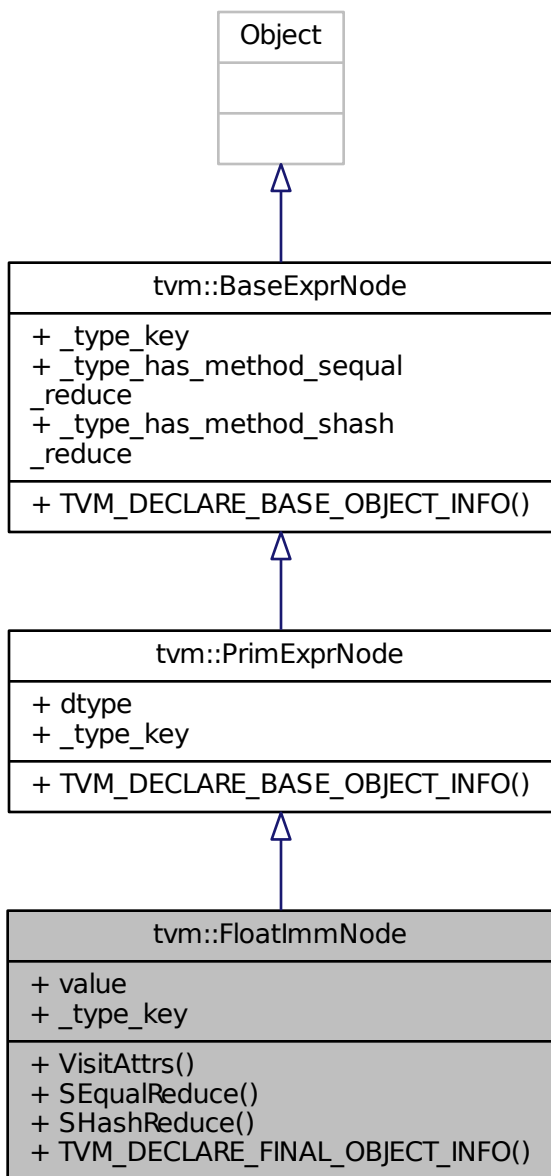 Object
tvm::BaseExprNode
+ _type_key
+ _type_has_method_sequal
_reduce
+ _type_has_method_shash
_reduce
+ TVM_DECLARE_BASE_OBJECT_INFO()
tvm::PrimExprNode
+ dtype
+ _type_key
+ TVM_DECLARE_BASE_OBJECT_INFO()
tvm::FloatImmNode
+ value
+ _type_key
+ VisitAttrs()
+ SEqualReduce()
+ SHashReduce()
+ TVM_DECLARE_FINAL_OBJECT_INFO()